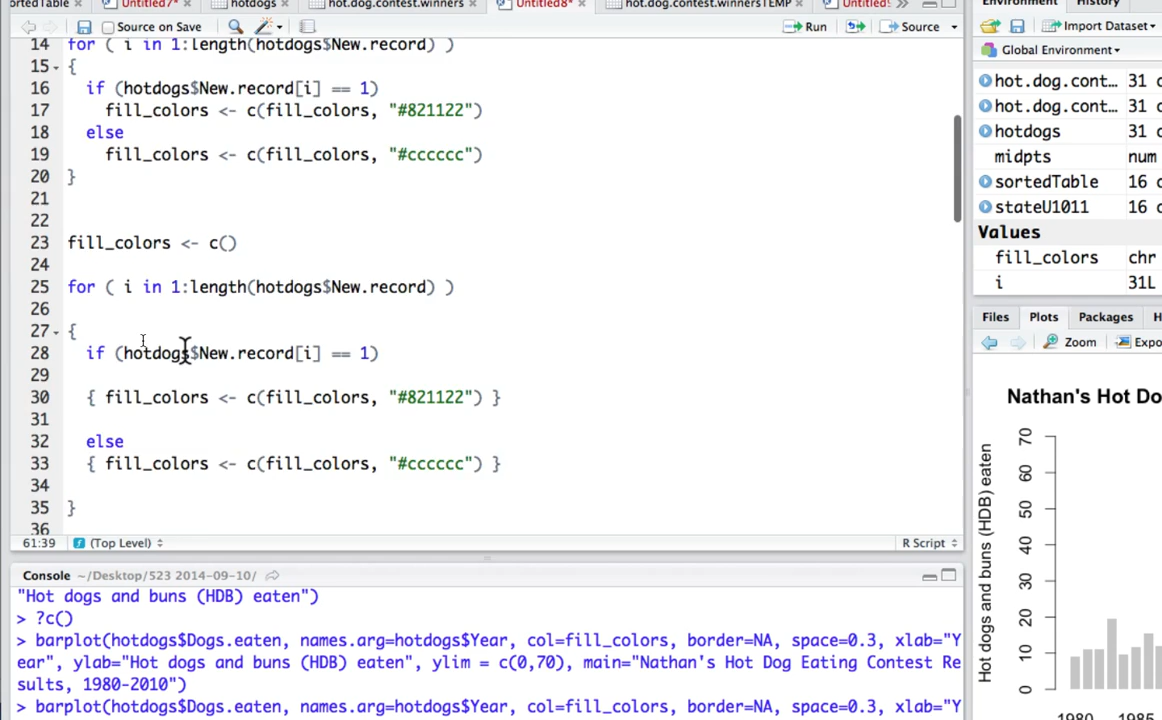 ortedTable × Untitled7* × hotdogs × hot.dog.contest.winners × Untitled8* × hot.dog.contest.winnersTEMP × Untitled
Source on Save Run Source
14 for ( i in 1:length(hotdogs$New.record) )
15 {
16 if (hotdogs$New.record[i] == 1)
17 fill_colors <- c(fill_colors, "#821122")
18 else
19 fill_colors <- c(fill_colors, "#cccccc")
20 }
21
22
23 fill_colors <- c()
24
25 for ( i in 1:length(hotdogs$New.record) )
26
27 {
28 if (hotdogs$New.record[i] == 1)
29
30 { fill_colors <- c(fill_colors, "#821122") }
31
32 else
33 { fill_colors <- c(fill_colors, "#cccccc") }
34
35 }
36
61:39 (Top Level) R Script
Console ~/Desktop/523 2014-09-10/
"Hot dogs and buns (HDB) eaten")
> ?c()
> barplot(hotdogs$Dogs.eaten, names.arg=hotdogs$Year, col=fill_colors, border=NA, space=0.3, xlab="Y
ear", ylab="Hot dogs and buns (HDB) eaten", ylim = c(0,70), main="Nathan's Hot Dog Eating Contest Re
sults, 1980-2010")
> barplot(hotdogs$Dogs.eaten, names.arg=hotdogs$Year, col=fill_colors, border=NA, space=0.3, xlab="Y
Environment History
Import Dataset
Global Environment
hot.dog.cont... 31 o
hot.dog.cont... 31 o
hotdogs 31 o
midpts num
sortedTable 16 o
stateU1011 16 o
Values
fill_colors chr
i 31L
Files Plots Packages H
Zoom Expo
Nathan's Hot Do
Hot dogs and buns (HDB) eaten
70
60
50
40
30
20
10
0
1980 1985